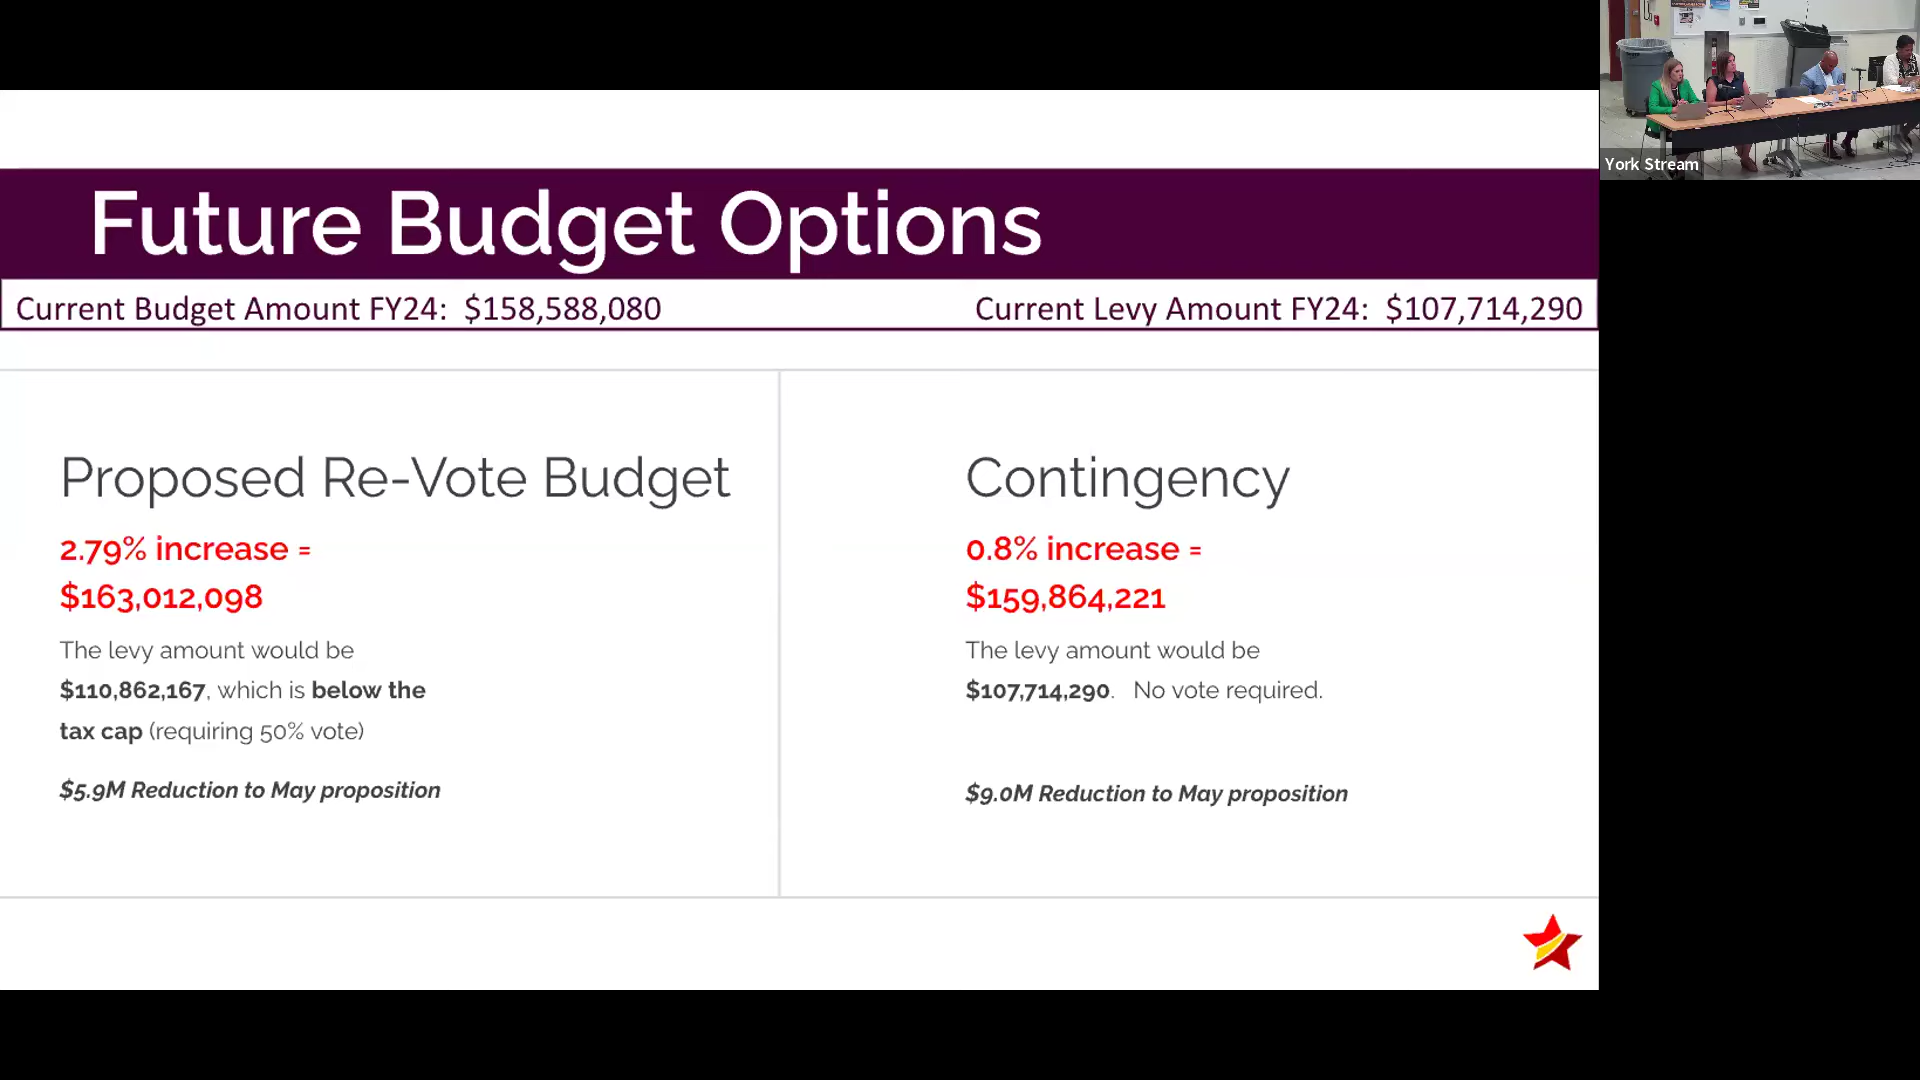 Future Budget Options
Current Budget Amount FY24: $158,588,080
Current Levy Amount FY24: $107,714,290
Proposed Re-Vote Budget
2.79% increase =
$163,012,098
The levy amount would be
$110,862,167, which is below the
tax cap (requiring 50% vote)
$5.9M Reduction to May proposition
Contingency
0.8% increase =
$159,864,221
The levy amount would be
$107,714,290. No vote required.
$9.0M Reduction to May proposition
York Stream